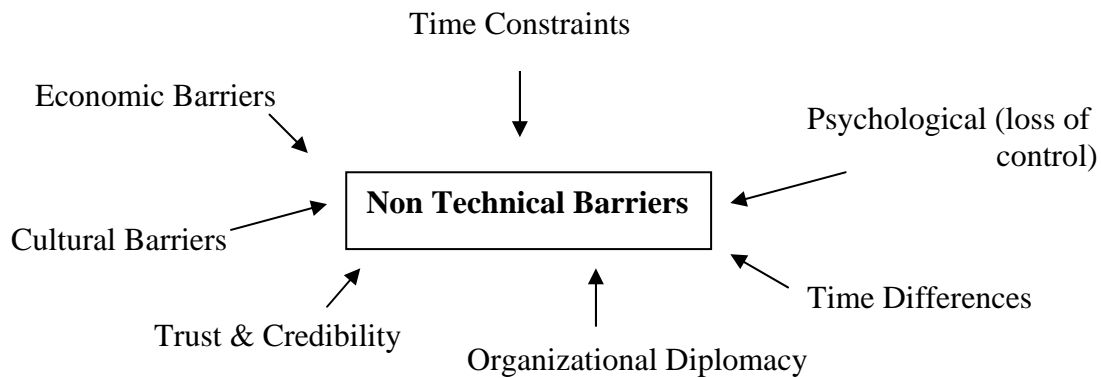 Time Constraints
Economic Barriers
Psychological (loss of
control)
Non Technical Barriers
Cultural Barriers
Time Differences
Trust & Credibility
Organizational Diplomacy